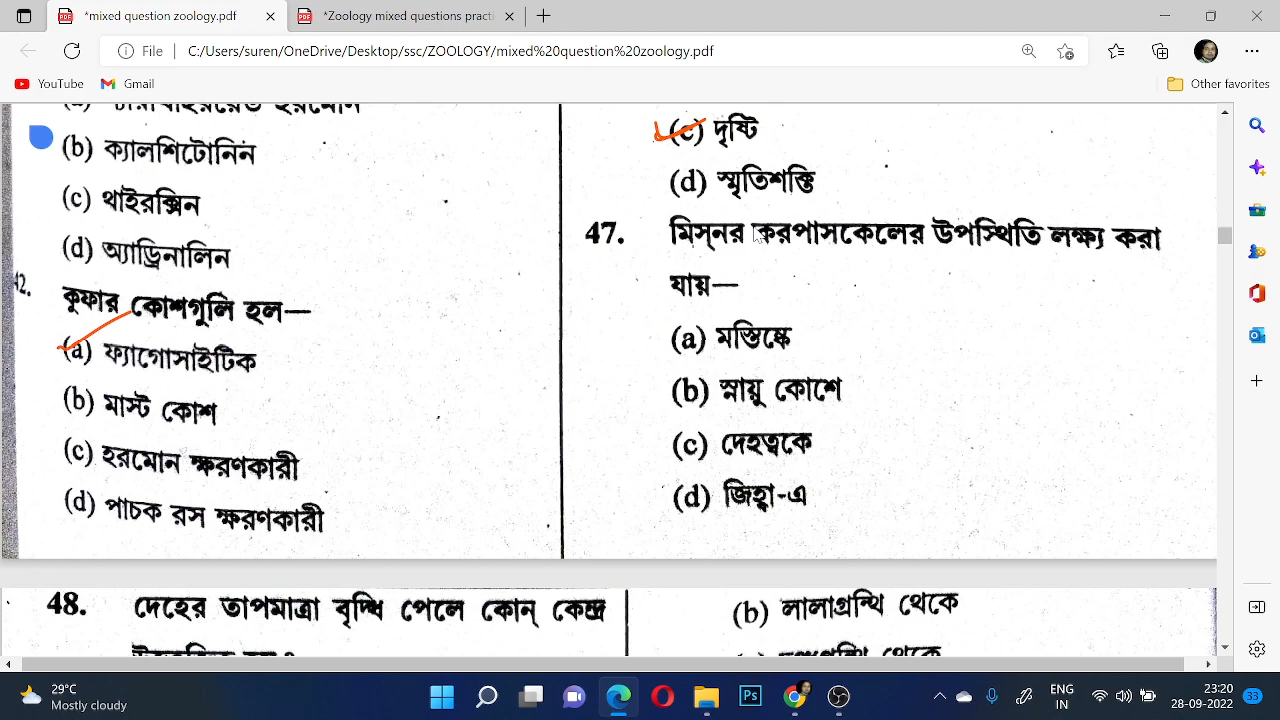 *mixed question zoology.pdf
*Zoology mixed questions practi
File
C:/Users/suren/OneDrive/Desktop/ssc/ZOOLOGY/mixed%20question%20zoology.pdf
YouTube
Gmail
Other favorites
(b) ক্যালশিটোনিন
(c) থাইরক্সিন
(d) অ্যাড্রিনালিন
কুফার কোশগুলি হল—
(a) ফ্যাগোসাইটিক
(b) মাস্ট কোশ
(c) হরমোন ক্ষরণকারী
(d) পাচক রস ক্ষরণকারী
(c) দৃষ্টি
(d) স্মৃতিশক্তি
47. মিস্‌নর করপাসকেলের উপস্থিতি লক্ষ্য করা
যায়—
(a) মস্তিষ্কে
(b) স্নায়ু কোশে
(c) দেহত্বকে
(d) জিহ্বা-এ
48. দেহের তাপমাত্রা বৃদ্ধি পেলে কোন্ কেন্দ্র
(b) লালাগ্রন্থি থেকে
29°C
Mostly cloudy
ENG
IN
23:20
28-09-2022
33